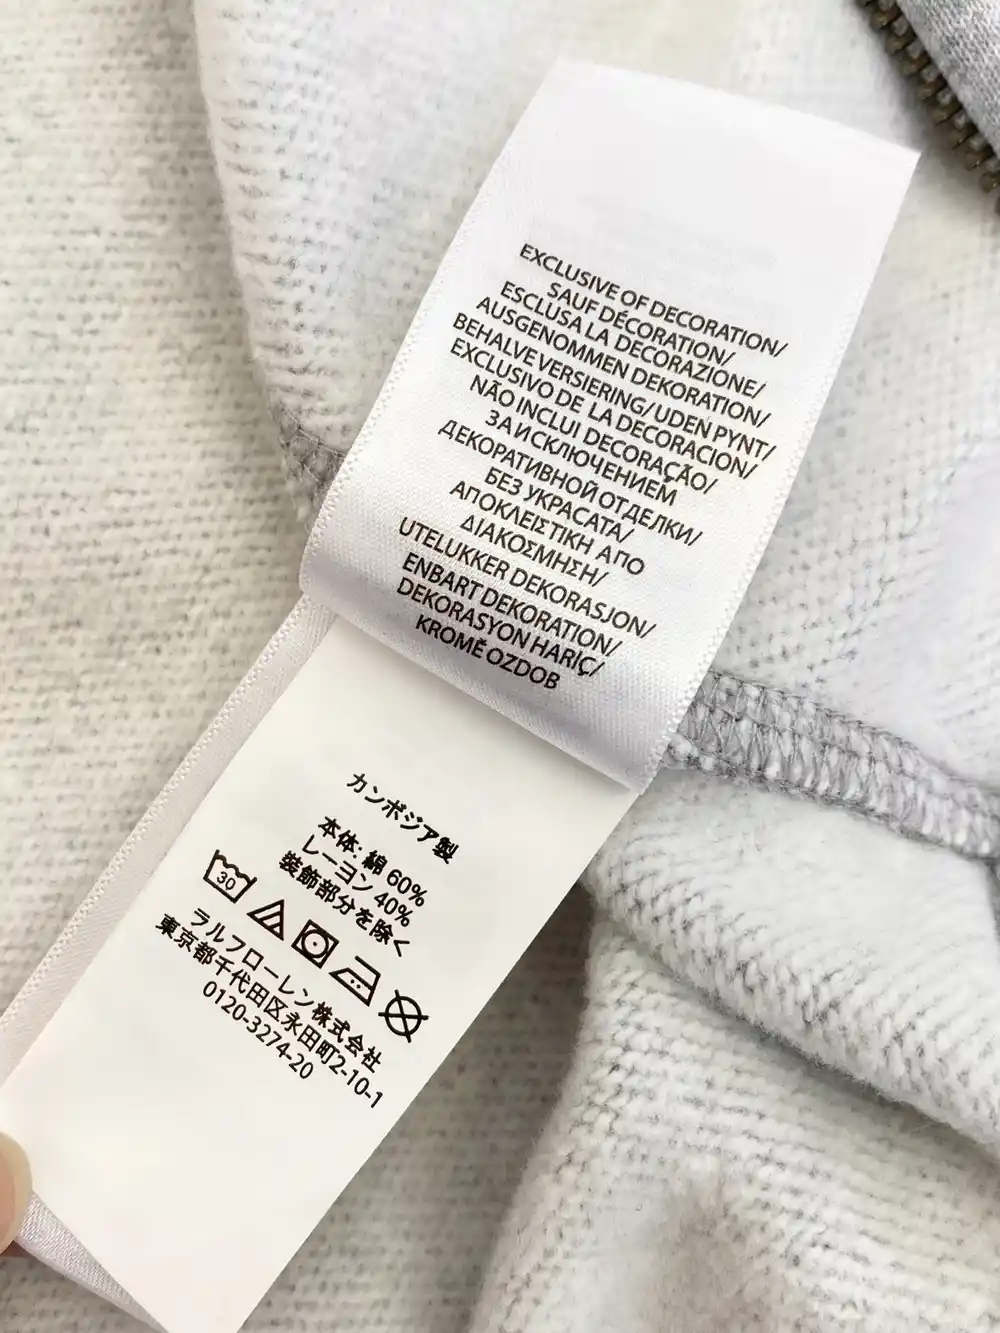 EXCLUSIVE OF DECORATION/
SAUF DÉCORATION/
ESCLUSA LA DECORAZIONE/
AUSGENOMMEN DEKORATION/
BEHALVE VERSIERING/UDEN PYNT/
EXCLUSIVO DE LA DECORACION/
NÃO INCLUI DECORAÇÃO/
ЗА ИСКЛЮЧЕНИЕМ
ДЕКОРАТИВНОЙ ОТДЕЛКИ/
БЕЗ УКРАСАТА/
ΑΠΟΚΛΕΙΣΤΙΚΗ ΑΠΟ
ΔΙΑΚΟΣΜΗΣΗ/
UTELUKKER DEKORASJON/
ENBART DEKORATION/
DEKORASYON HARİÇ/
KROMĚ OZDOB
カンボジア製
本体: 綿 60%
レーヨン 40%
装飾部分を除く
30
ラルフローレン株式会社
東京都千代田区永田町2-10-1
0120-3274-20